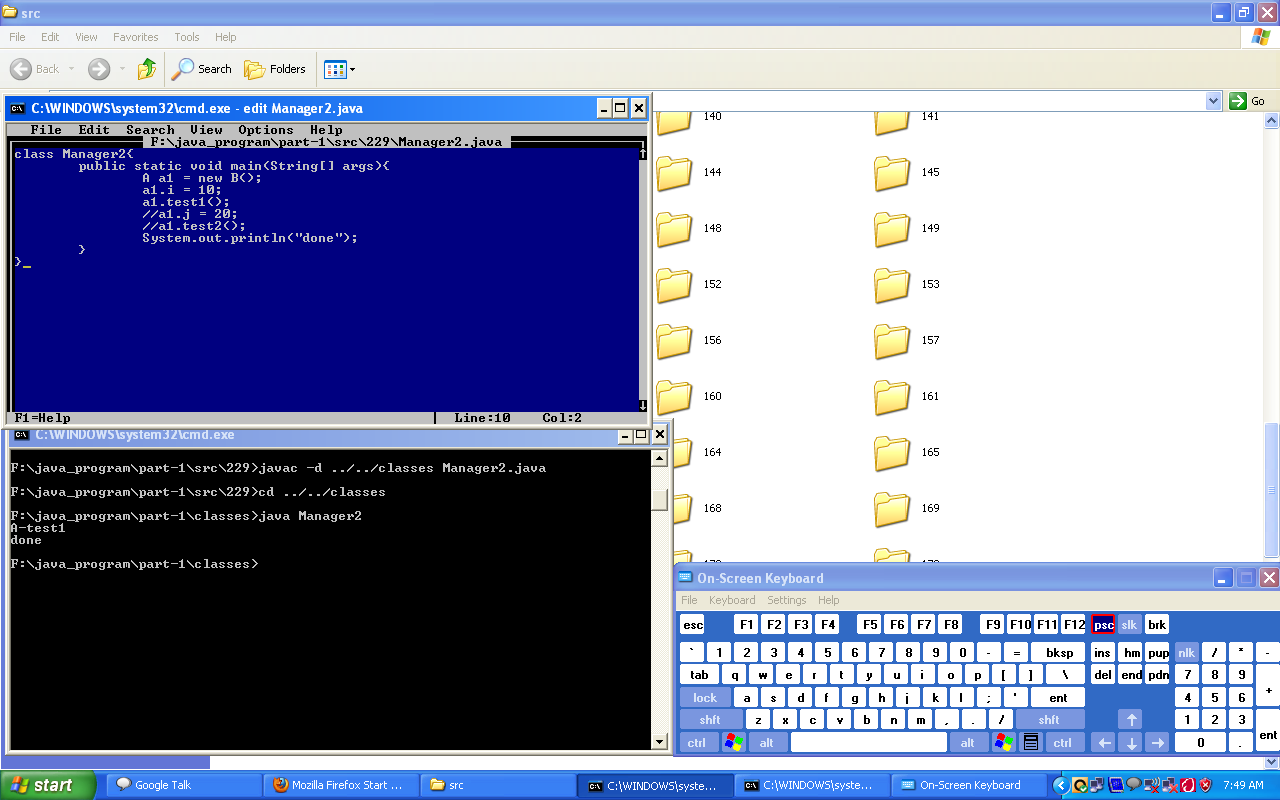 src
File Edit View Favorites Tools Help
Back Search Folders
Go
C:\WINDOWS\system32\cmd.exe - edit Manager2.java
File Edit Search View Options Help
F:\java_program\part-1\src\229\Manager2.java
class Manager2{
public static void main(String[] args){
A a1 = new B();
a1.i = 10;
a1.test1();
//a1.j = 20;
//a1.test2();
System.out.println("done");
}
}_
F1=Help Line:10 Col:2
140 141
144 145
148 149
152 153
156 157
160 161
164 165
168 169
C:\WINDOWS\system32\cmd.exe
F:\java_program\part-1\src\229>javac -d ../../classes Manager2.java
F:\java_program\part-1\src\229>cd ../../classes
F:\java_program\part-1\classes>java Manager2
A-test1
done
F:\java_program\part-1\classes>
On-Screen Keyboard
File Keyboard Settings Help
esc F1 F2 F3 F4 F5 F6 F7 F8 F9 F10 F11 F12 psc slk brk
` 1 2 3 4 5 6 7 8 9 0 - = bksp ins hm pup nlk / * -
tab q w e r t y u i o p [ ] \ del end pdn 7 8 9 +
lock a s d f g h j k l ; ' ent 4 5 6
shft z x c v b n m , . / shft 1 2 3 ent
ctrl alt alt ctrl 0 .
start Google Talk Mozilla Firefox Start ... src C:\WINDOWS\syste... C:\WINDOWS\syste... On-Screen Keyboard 7:49 AM